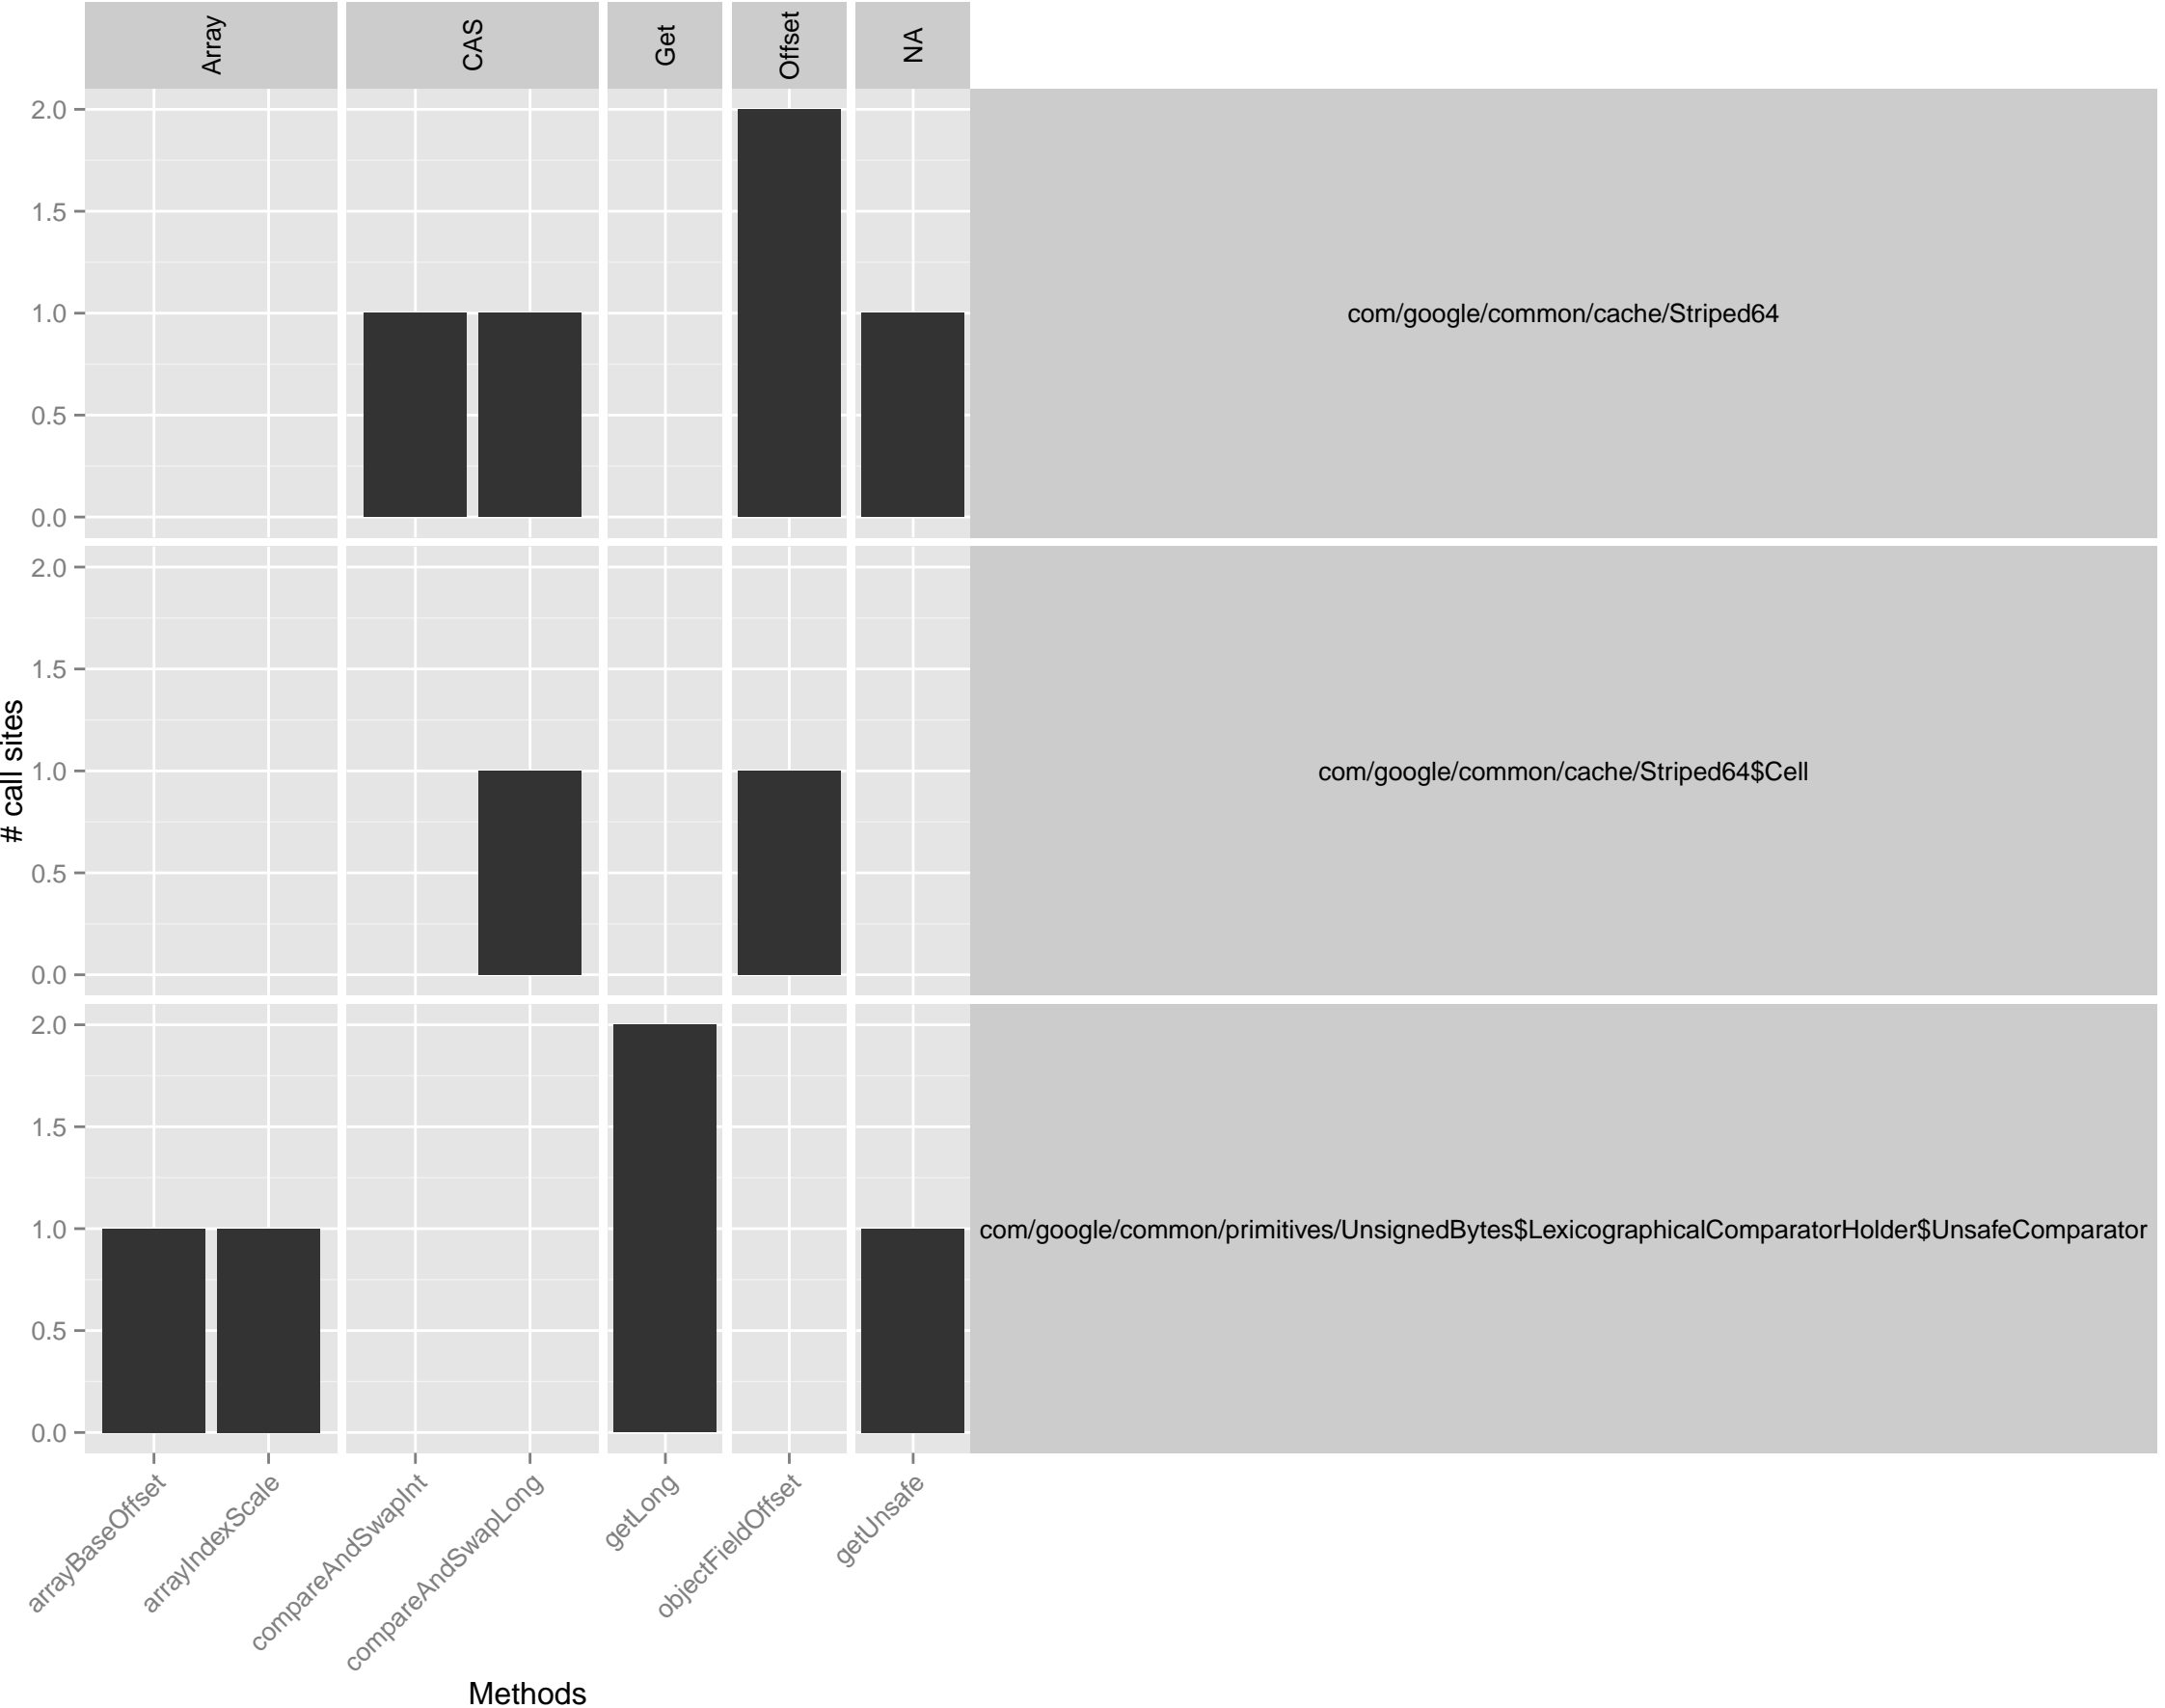 Array
CAS
Get
Offset
NA
2.0
1.5
1.0
0.5
0.0
com/google/common/cache/Striped64
2.0
1.5
1.0
0.5
0.0
com/google/common/cache/Striped64$Cell
2.0
1.5
1.0
0.5
0.0
com/google/common/primitives/UnsignedBytes$LexicographicalComparatorHolder$UnsafeComparator
# call sites
arrayBaseOffset
arrayIndexScale
compareAndSwapInt
compareAndSwapLong
getLong
objectFieldOffset
getUnsafe
Methods